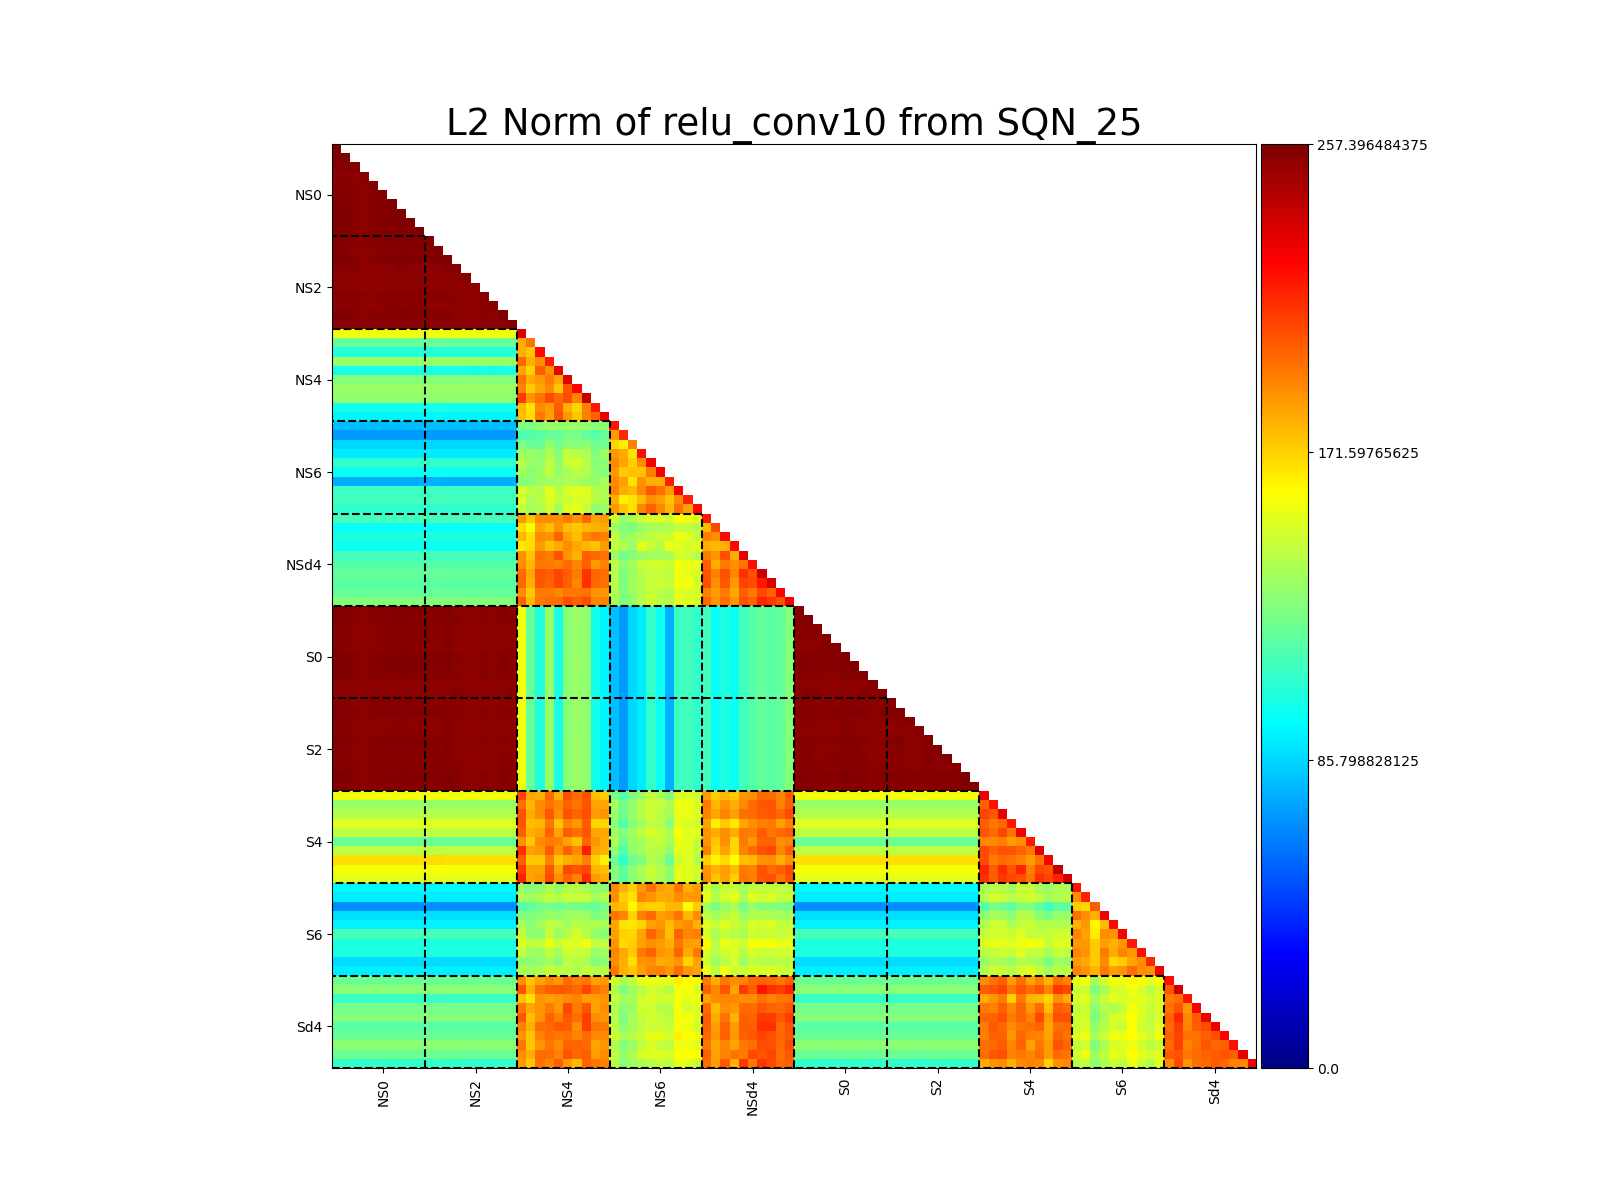 L2 Norm of relu_conv10 from SQN_25
257.396484375
171.59765625
85.798828125
0.0
NS0
NS2
NS4
NS6
NSd4
S0
S2
S4
S6
Sd4
NS0
NS2
NS4
NS6
NSd4
S0
S2
S4
S6
Sd4